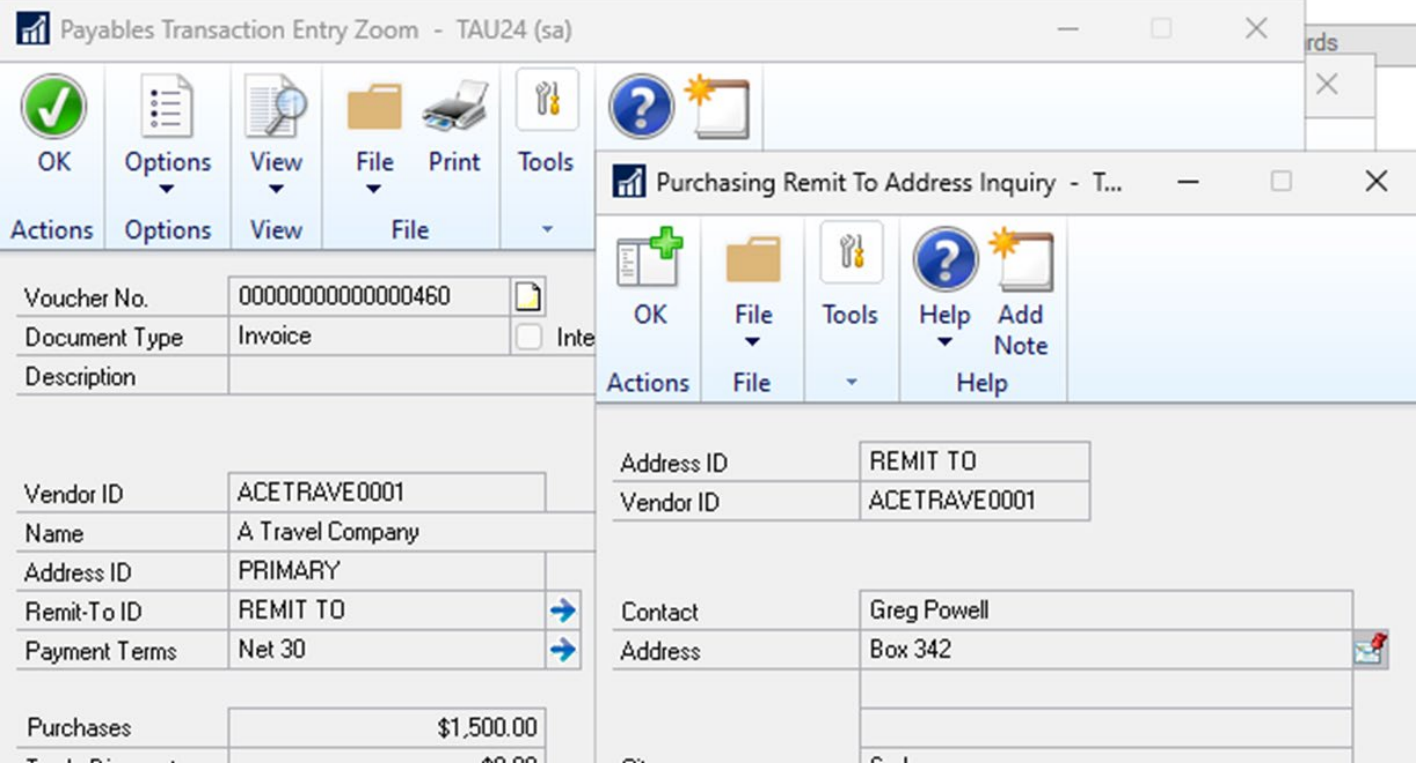 Payables Transaction Entry Zoom - TAU24 (sa)
rds
OK
Options
View
File
Print
Tools
Actions
Options
View
File
Voucher No. 00000000000000460
Document Type Invoice
Description
Vendor ID ACETRAVE0001
Name A Travel Company
Address ID PRIMARY
Remit-To ID REMIT TO
Payment Terms Net 30
Purchases $1,500.00
Purchasing Remit To Address Inquiry - T...
OK
File
Tools
Help
Add
Note
Actions
File
Help
Address ID REMIT TO
Vendor ID ACETRAVE0001
Contact Greg Powell
Address Box 342